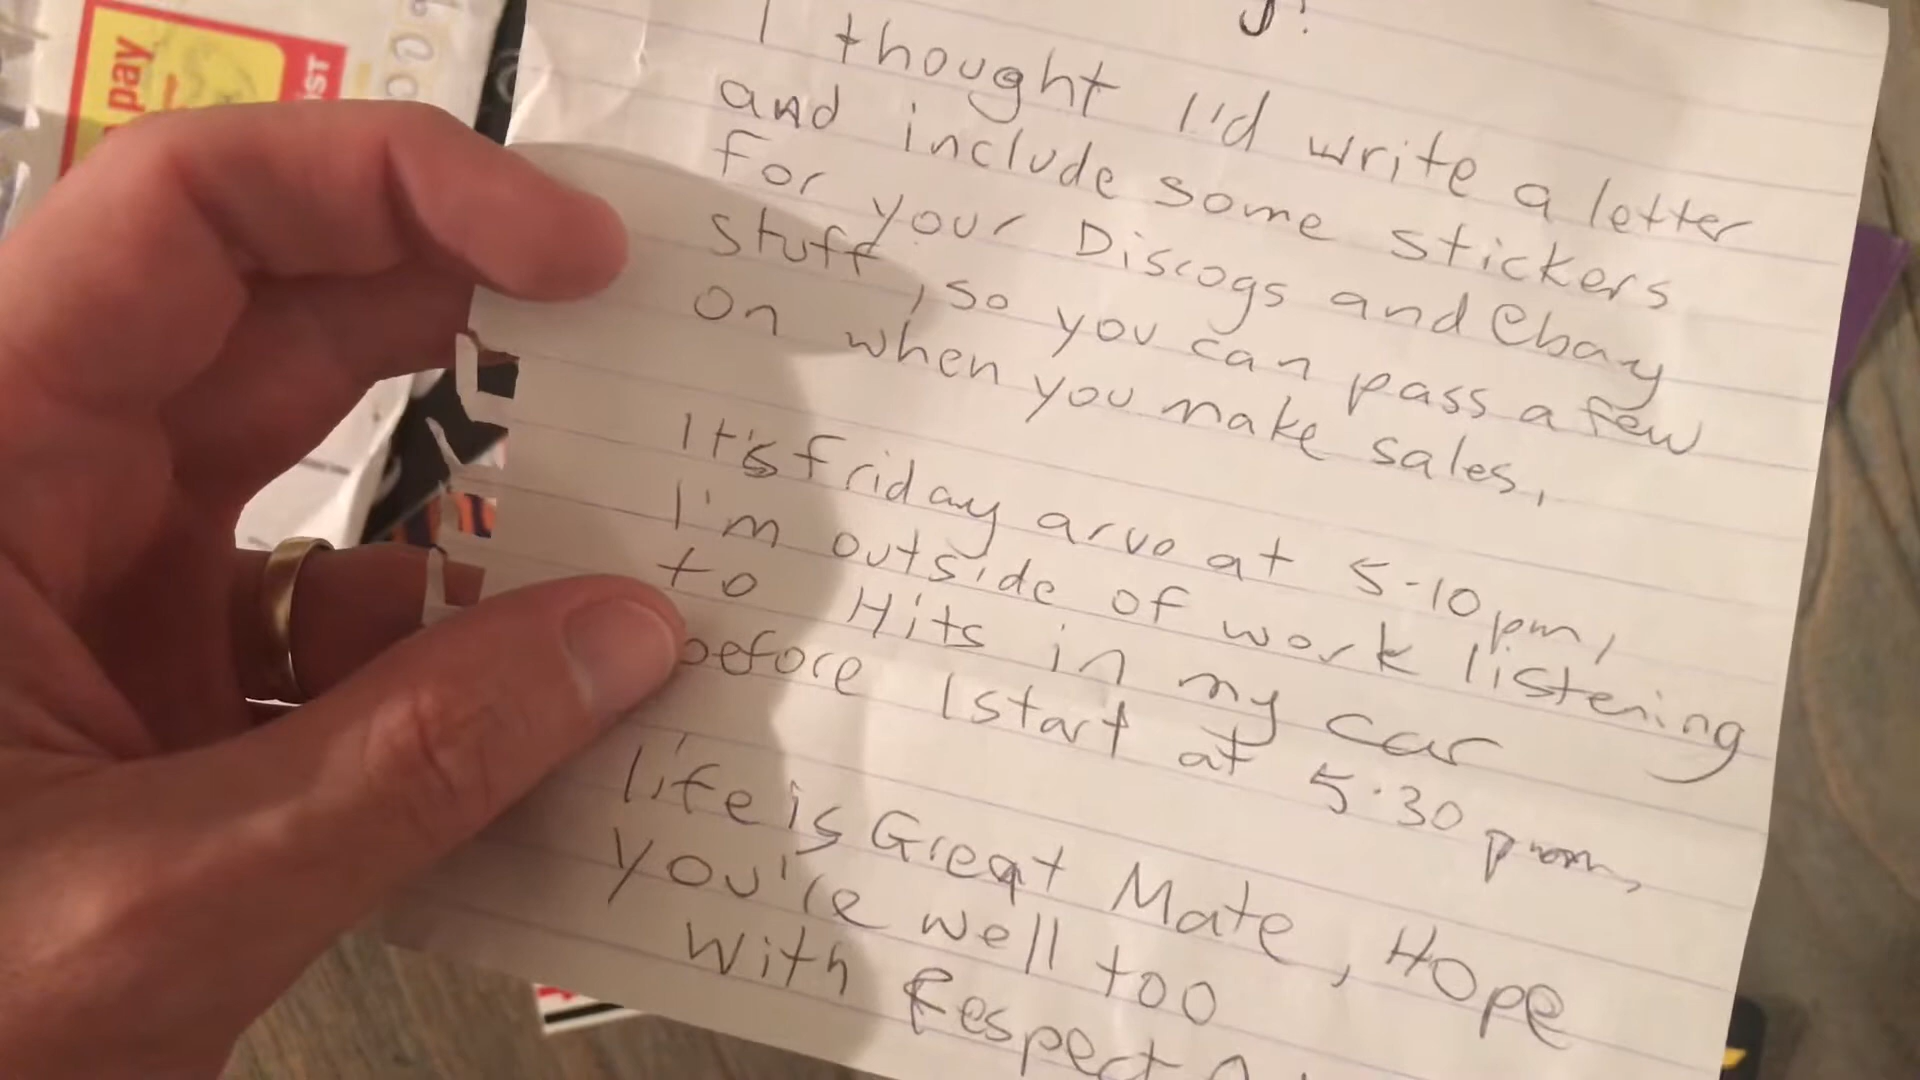 pay
I thought I'd write a letter
and include some stickers
for your Discogs and ebay
stuff, so you can pass a few
on when you make sales,
It's friday arvo at 5.10pm,
I'm outside of work listening
to Hits in my car
before I start at 5.30 pm,
life is Great Mate, Hope
you're well too
With Respect